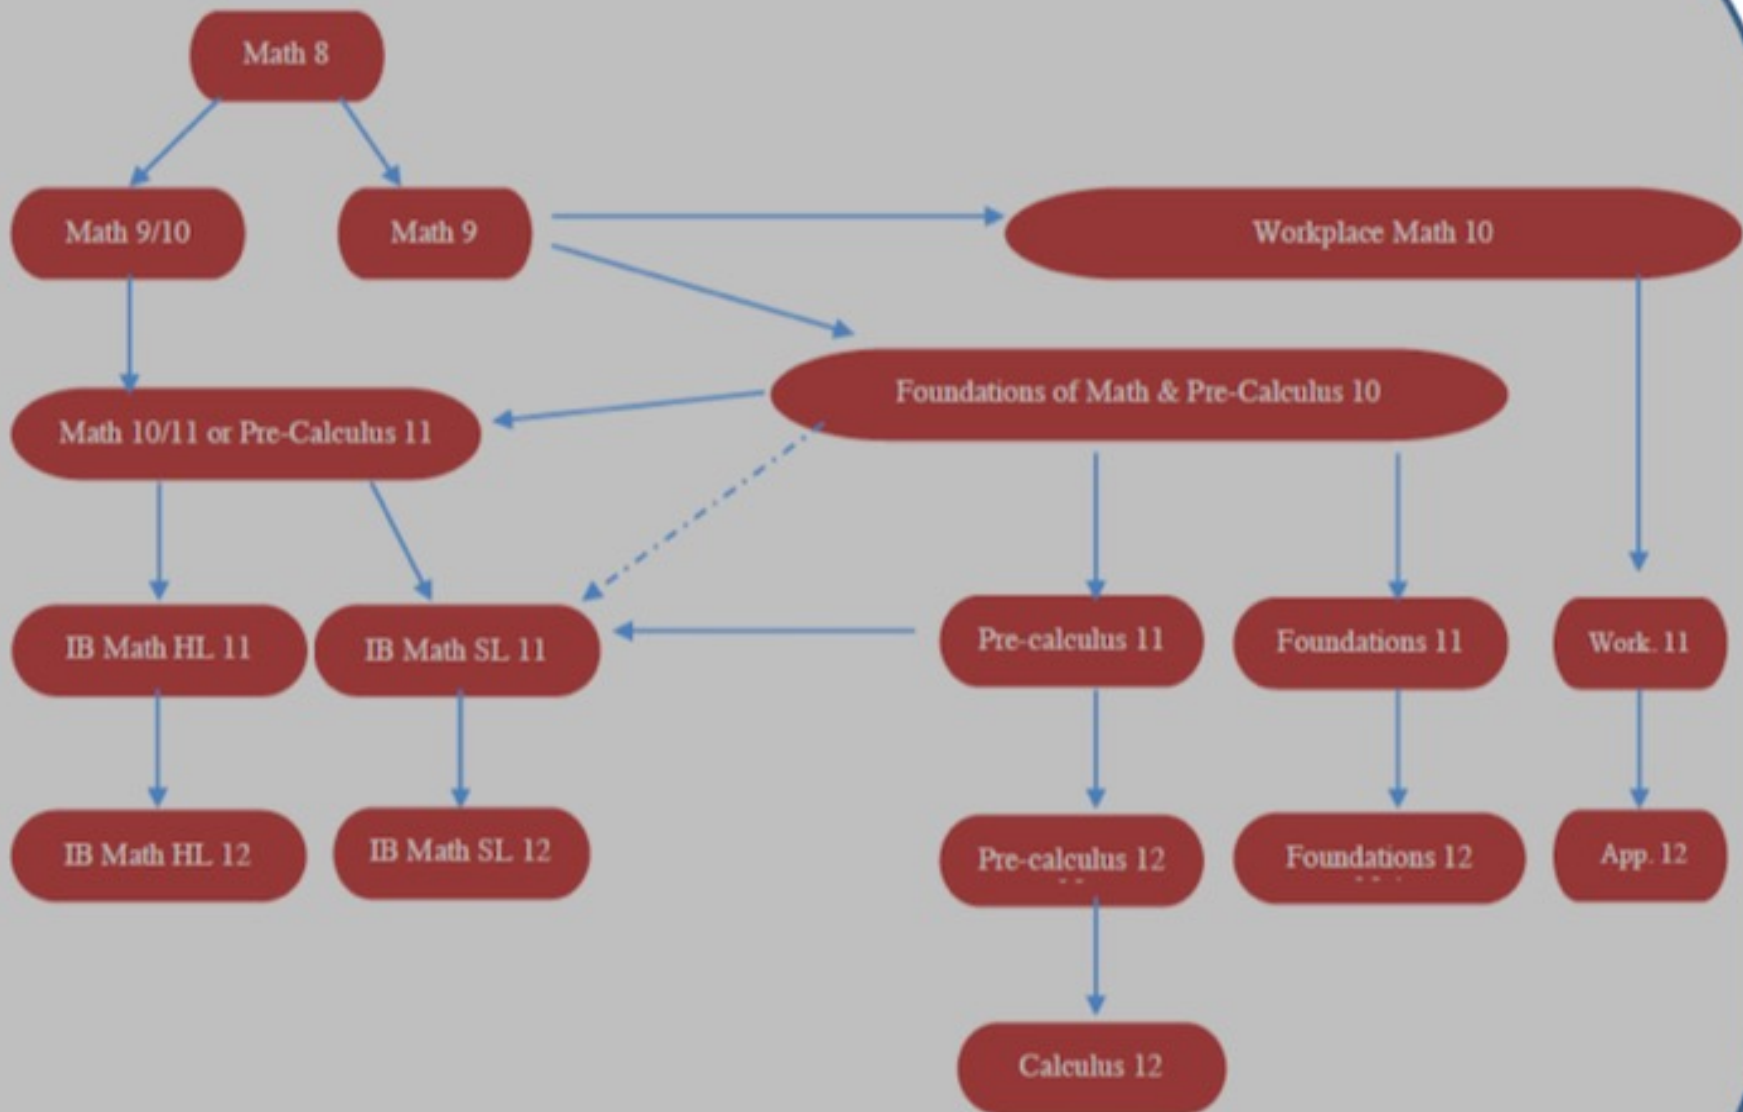 Math 8
Math 9/10
Math 9
Workplace Math 10
Foundations of Math & Pre-Calculus 10
Math 10/11 or Pre-Calculus 11
IB Math HL 11
IB Math SL 11
Pre-calculus 11
Foundations 11
Work. 11
IB Math HL 12
IB Math SL 12
Pre-calculus 12
Foundations 12
App. 12
Calculus 12